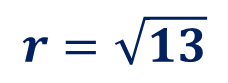 r = √13